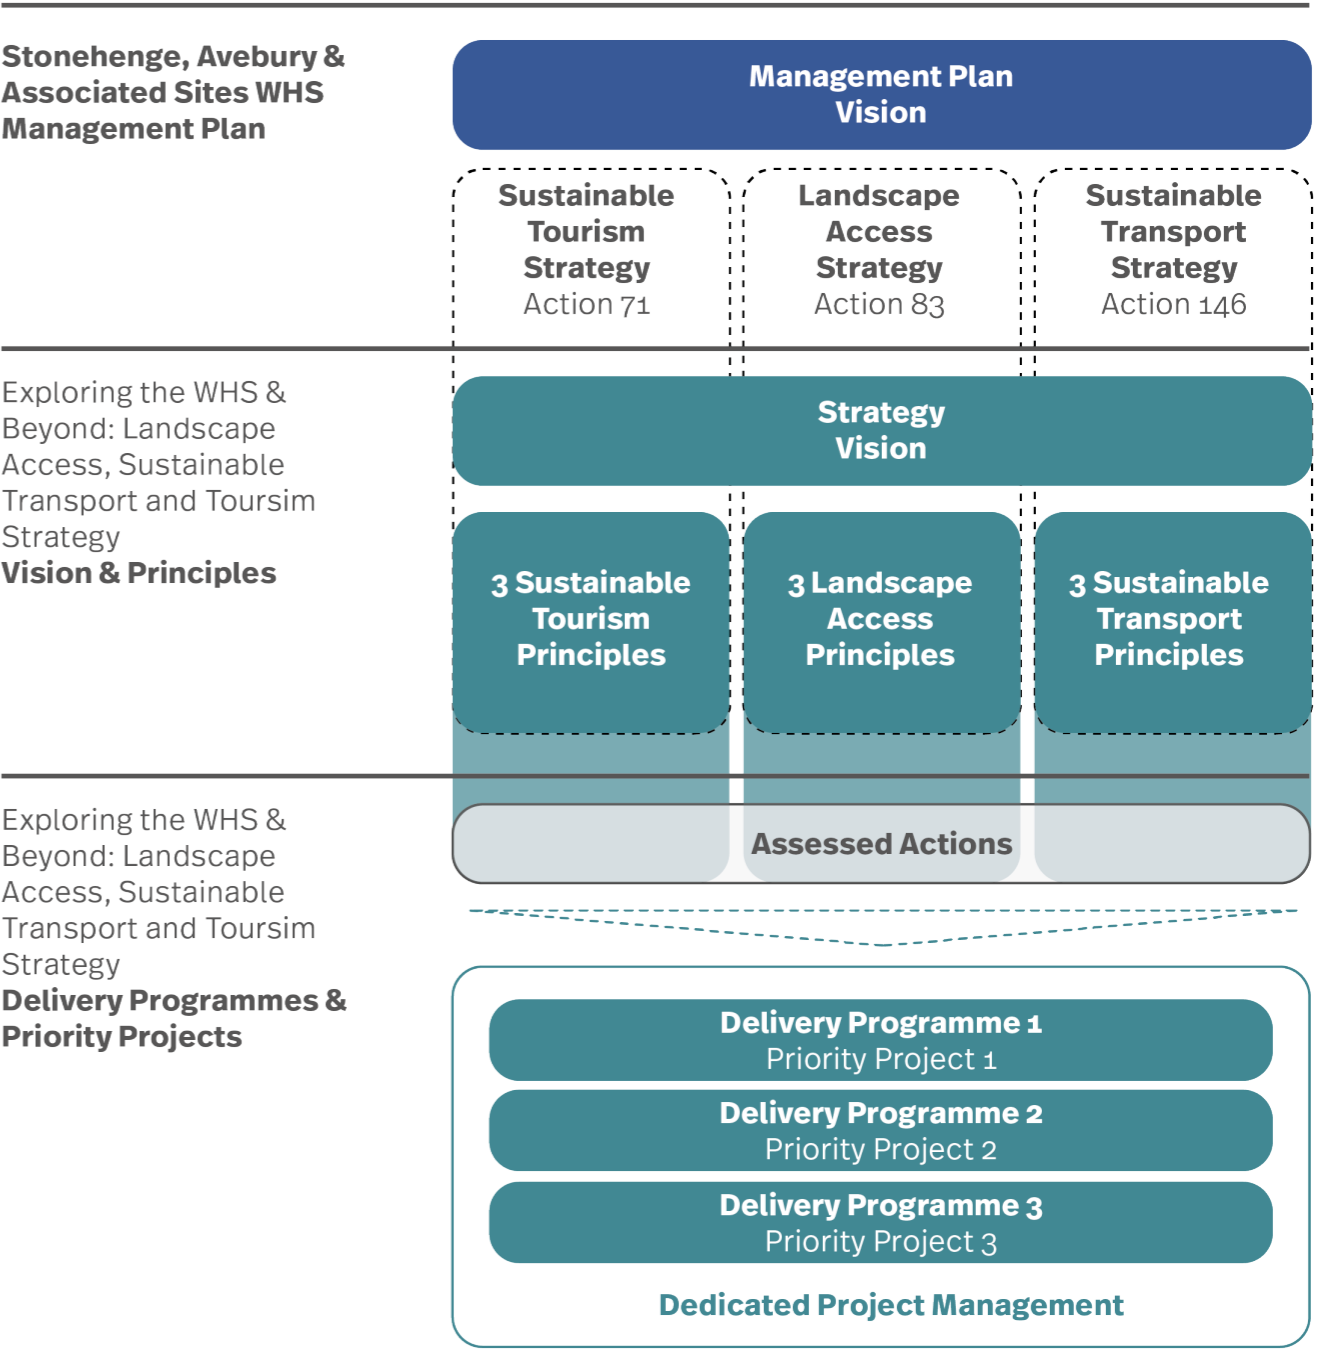 Stonehenge, Avebury &
Associated Sites WHS
Management Plan
Management Plan
Vision
Sustainable
Tourism
Strategy
Action 71
Landscape
Access
Strategy
Action 83
Sustainable
Transport
Strategy
Action 146
Exploring the WHS &
Beyond: Landscape
Access, Sustainable
Transport and Toursim
Strategy
Vision & Principles
Strategy
Vision
3 Sustainable
Tourism
Principles
3 Landscape
Access
Principles
3 Sustainable
Transport
Principles
Exploring the WHS &
Beyond: Landscape
Access, Sustainable
Transport and Toursim
Strategy
Delivery Programmes &
Priority Projects
Assessed Actions
Delivery Programme 1
Priority Project 1
Delivery Programme 2
Priority Project 2
Delivery Programme 3
Priority Project 3
Dedicated Project Management